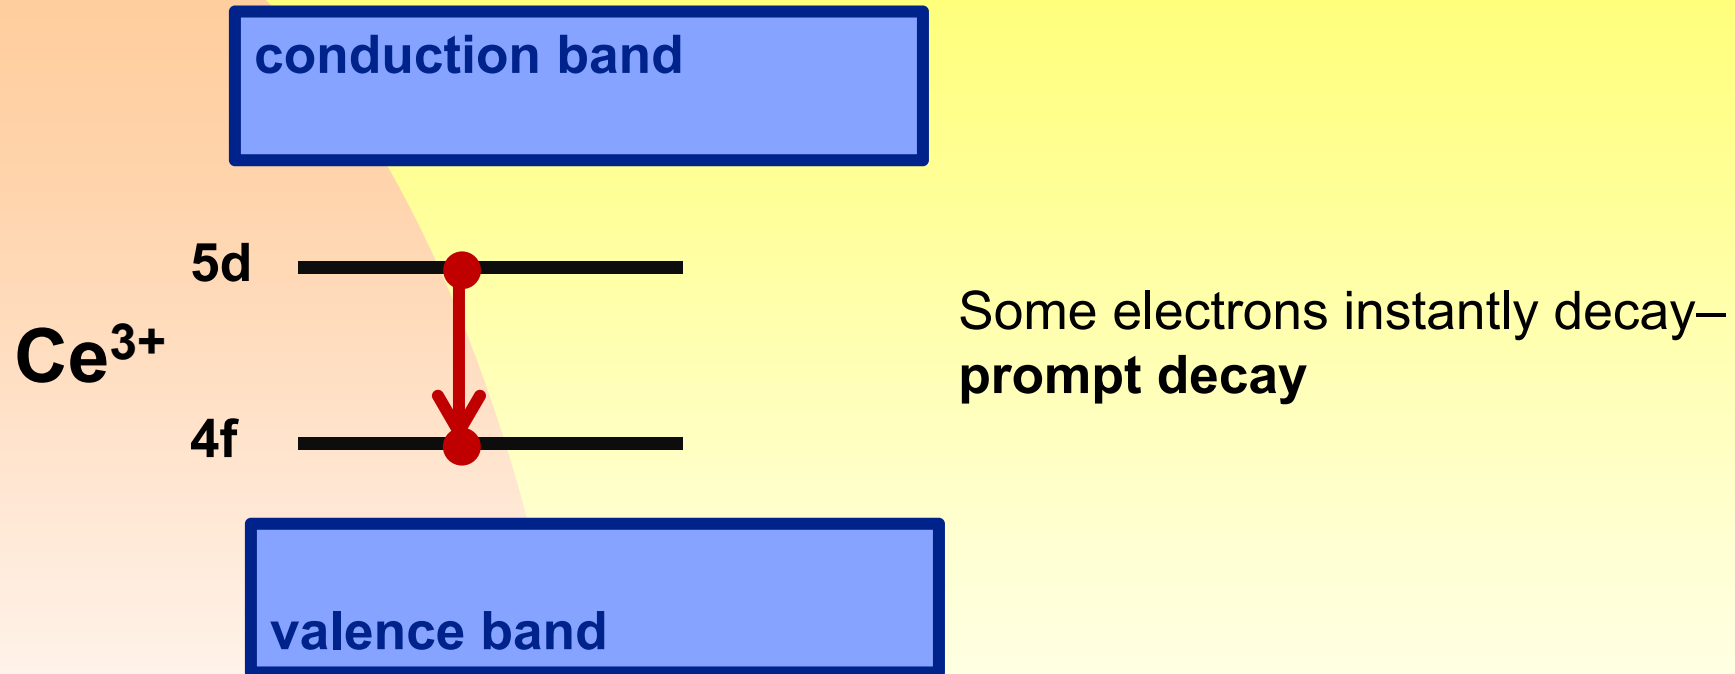 conduction band
5d
Some electrons instantly decay–
Ce³⁺
prompt decay
4f
valence band